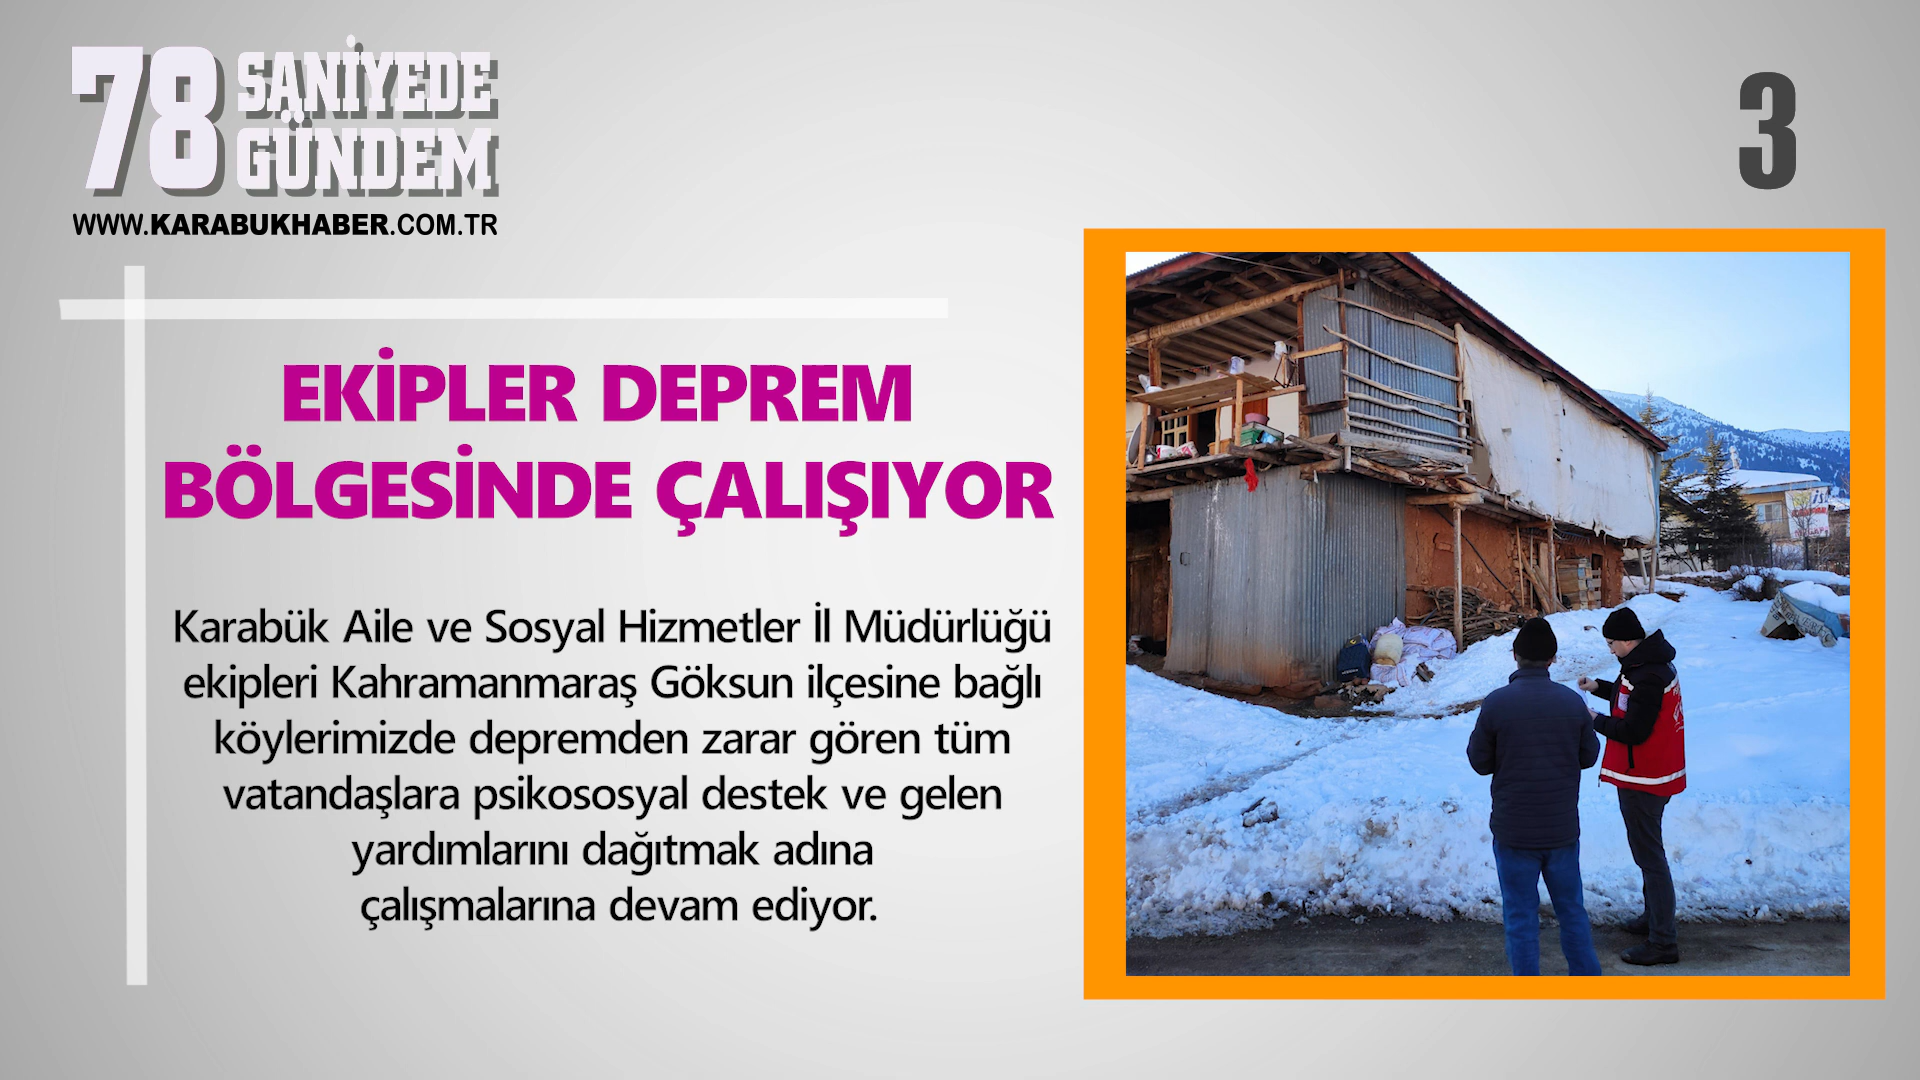 78 SANİYEDE
GÜNDEM
WWW.KARABUKHABER.COM.TR
3
EKİPLER DEPREM
BÖLGESİNDE ÇALIŞIYOR
Karabük Aile ve Sosyal Hizmetler İl Müdürlüğü
ekipleri Kahramanmaraş Göksun ilçesine bağlı
köylerimizde depremden zarar gören tüm
vatandaşlara psikososyal destek ve gelen
yardımlarını dağıtmak adına
çalışmalarına devam ediyor.